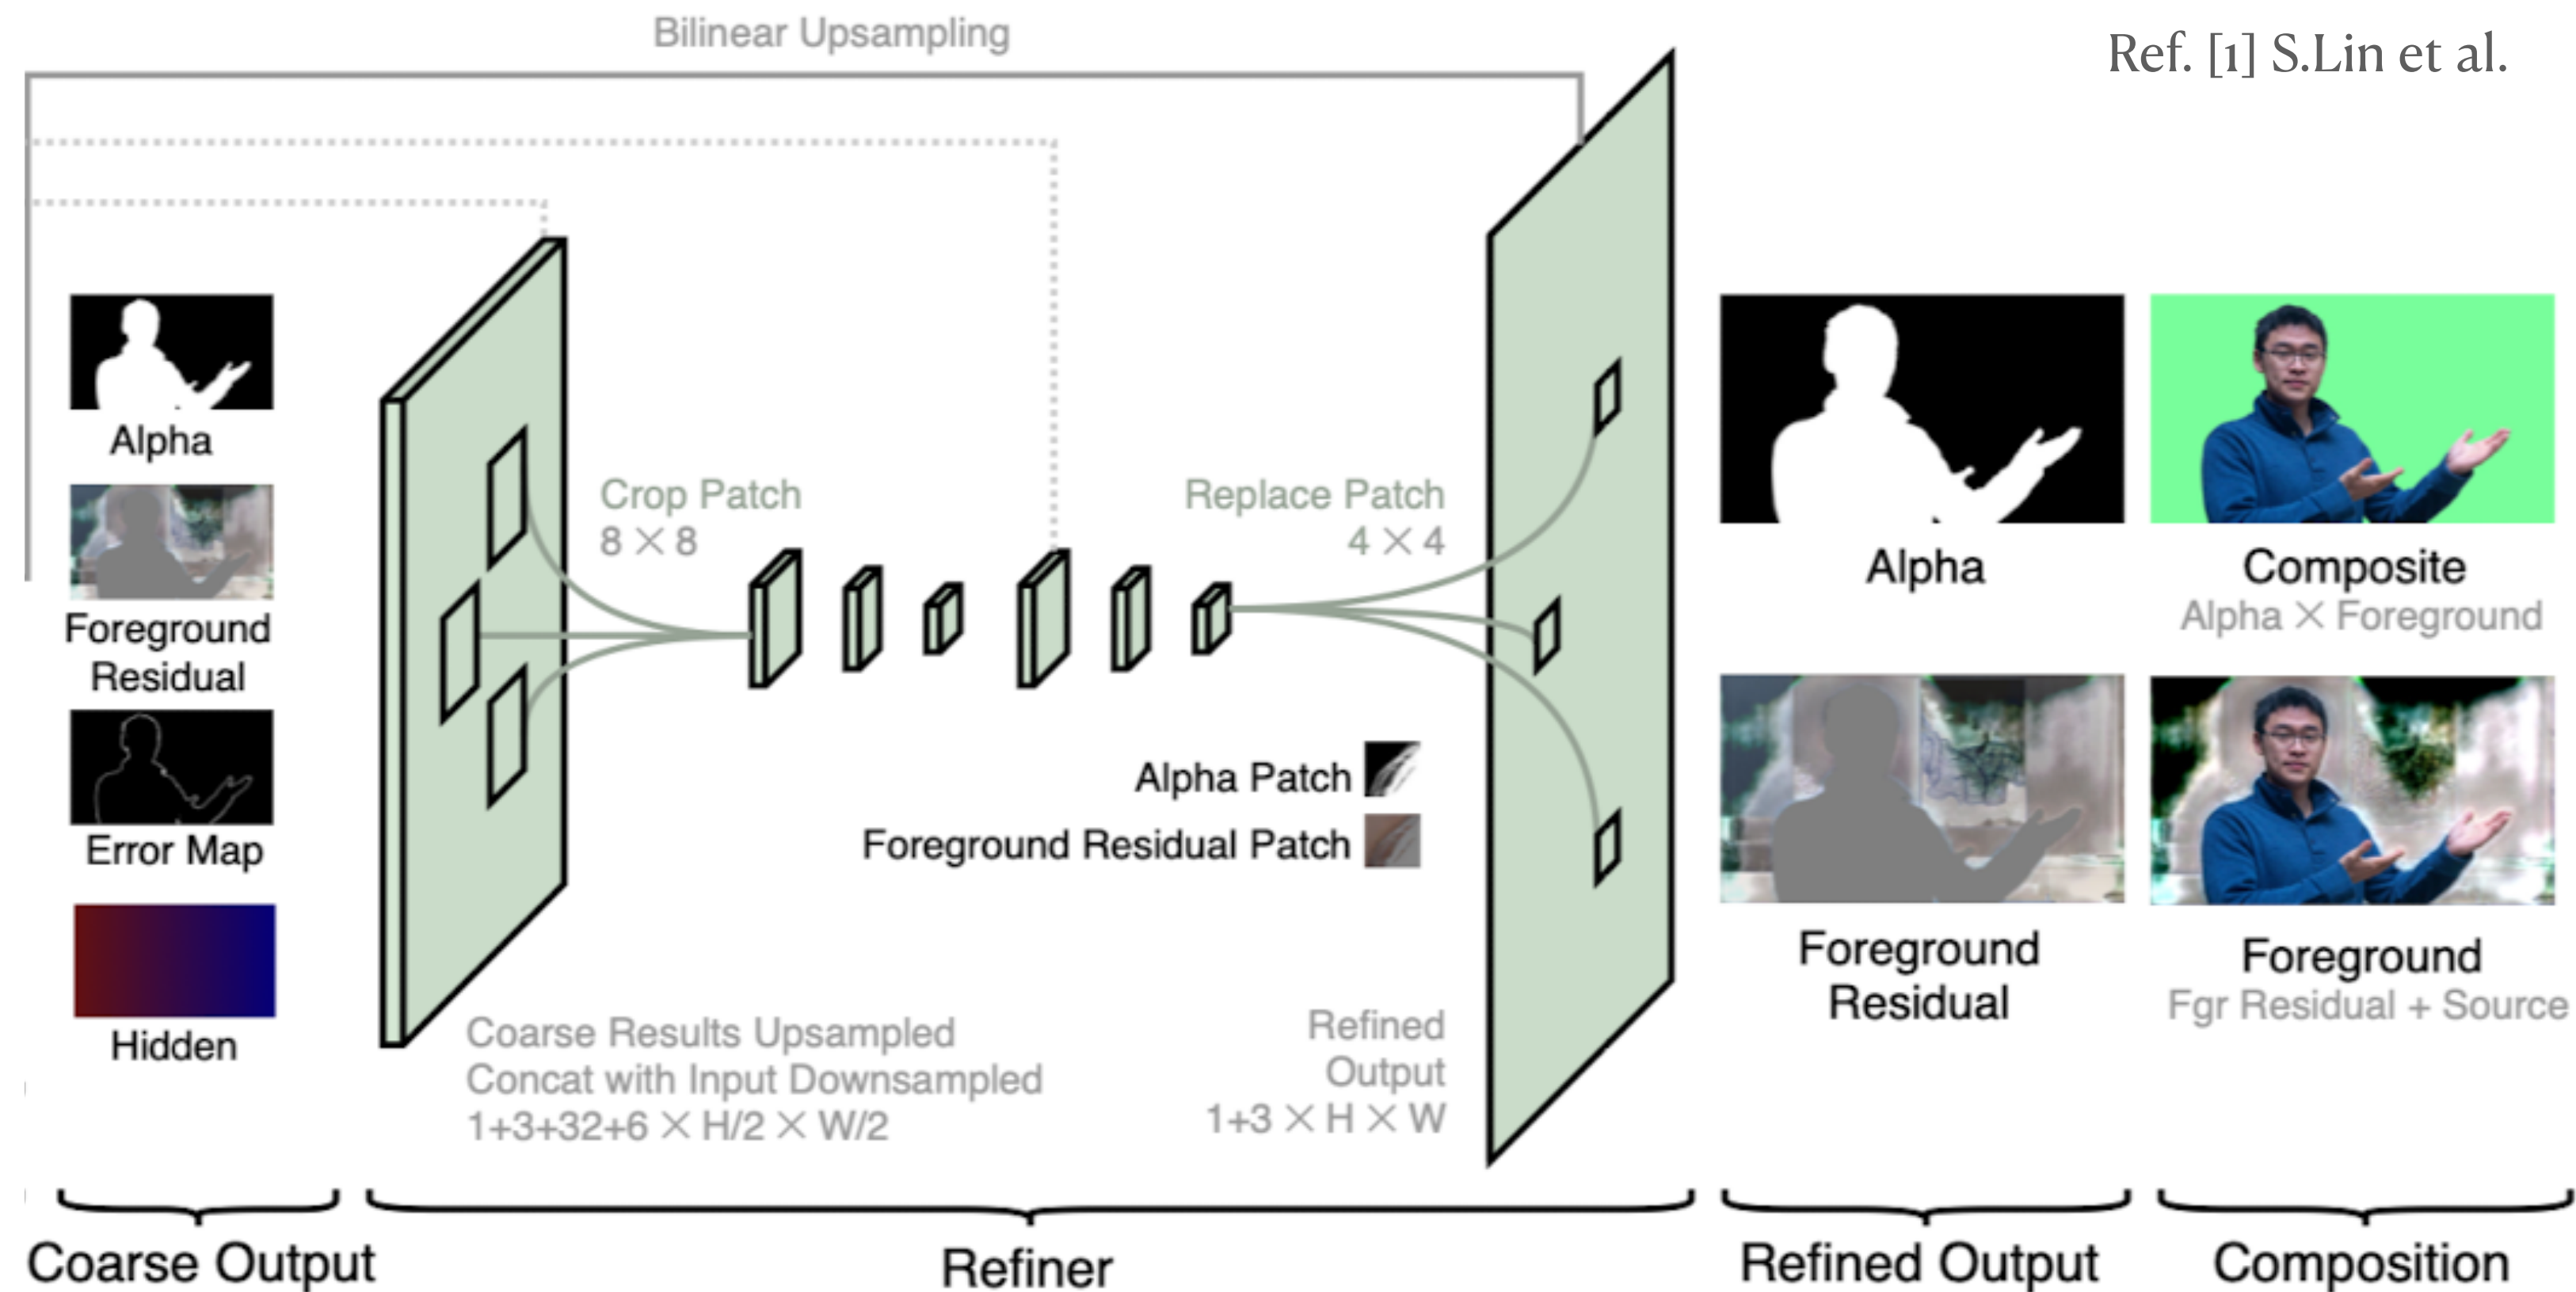 Bilinear Upsampling
Ref. [1] S.Lin et al.
Alpha
Foreground
Residual
Error Map
Hidden
Crop Patch
8 × 8
Replace Patch
4 × 4
Alpha Patch
Foreground Residual Patch
Coarse Results Upsampled
Concat with Input Downsampled
1+3+32+6 × H/2 × W/2
Refined
Output
1+3 × H × W
Alpha
Composite
Alpha × Foreground
Foreground
Residual
Foreground
Fgr Residual + Source
Coarse Output
Refiner
Refined Output
Composition